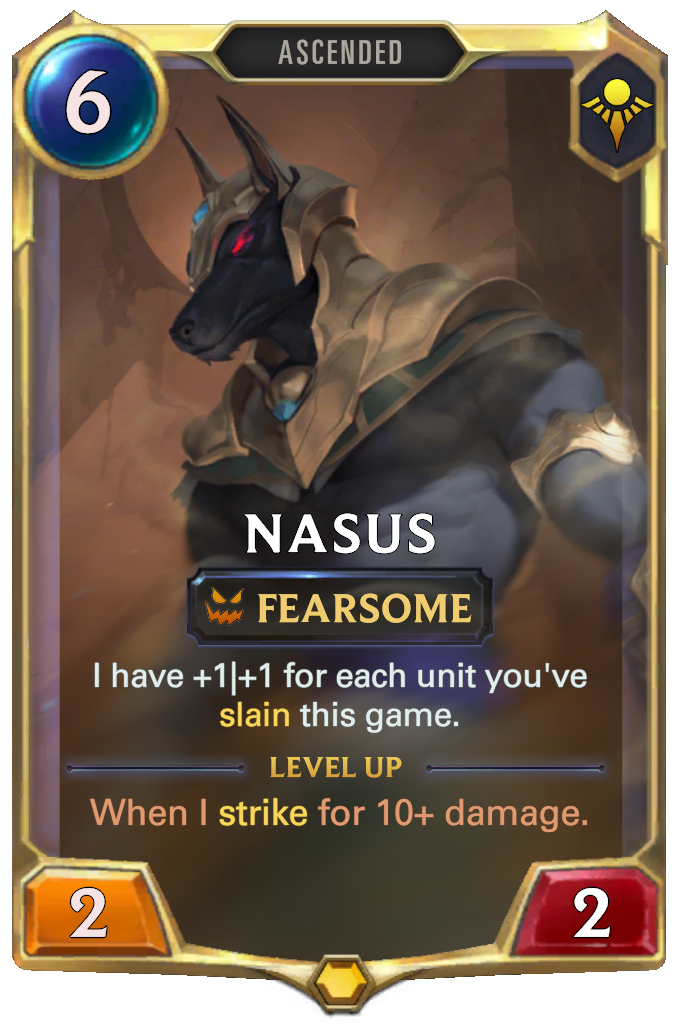 ASCENDED
6
NASUS
FEARSOME
I have +1|+1 for each unit you've
slain this game.
LEVEL UP
When I strike for 10+ damage.
2
2